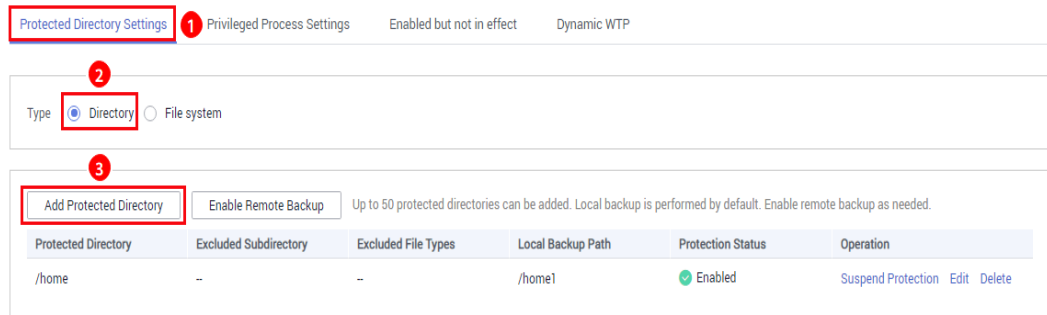 Protected Directory Settings 1 Privileged Process Settings Enabled but not in effect Dynamic WTP
2
Type Directory File system
3
Add Protected Directory Enable Remote Backup Up to 50 protected directories can be added. Local backup is performed by default. Enable remote backup as needed.
Protected Directory Excluded Subdirectory Excluded File Types Local Backup Path Protection Status Operation
/home -- -- /home1 Enabled Suspend Protection Edit Delete